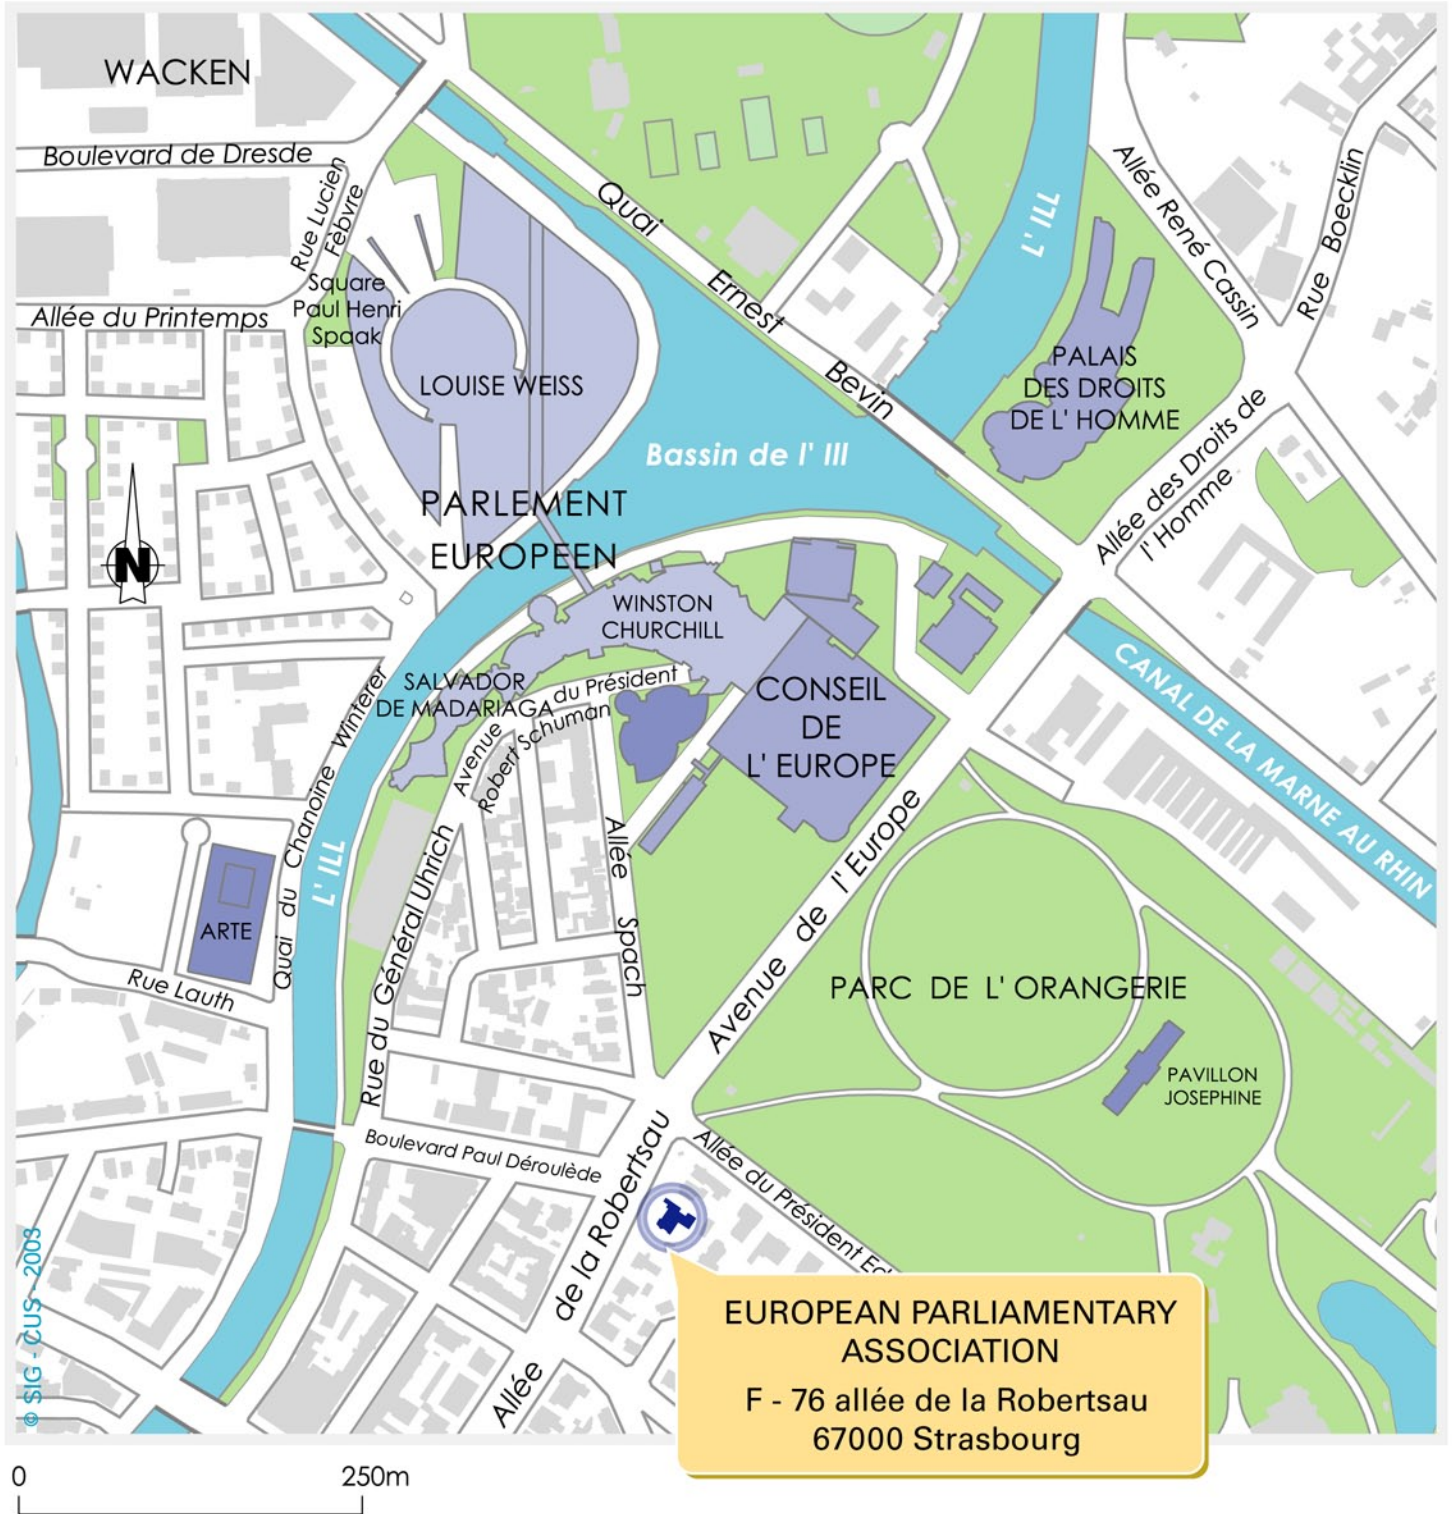 WACKEN
Boulevard de Dresde
Rue Lucien
Fèbvre
Quai
Ernest
Bevin
L' ILL
Allée René Cassin
Rue Boecklin
Square
Paul Henri
Spaak
Allée du Printemps
LOUISE WEISS
PALAIS
DES DROITS
DE L' HOMME
Bassin de l' Ill
Allée des Droits de
l' Homme
PARLEMENT
EUROPEEN
N
WINSTON
CHURCHILL
SALVADOR
DE MADARIAGA
Avenue du Président
Robert Schuman
CONSEIL
DE
L' EUROPE
CANAL DE LA MARNE AU RHIN
Quai du Chanoine Winterer
L' ILL
ARTE
Rue Lauth
Rue du Général Uhrich
Allée Spach
Avenue de l' Europe
PARC DE L' ORANGERIE
PAVILLON
JOSEPHINE
Boulevard Paul Déroulède
Allée de la Robertsau
Allée du Président
EUROPEAN PARLIAMENTARY
ASSOCIATION
F - 76 allée de la Robertsau
67000 Strasbourg
© SIG - CUS - 2003
0 250m